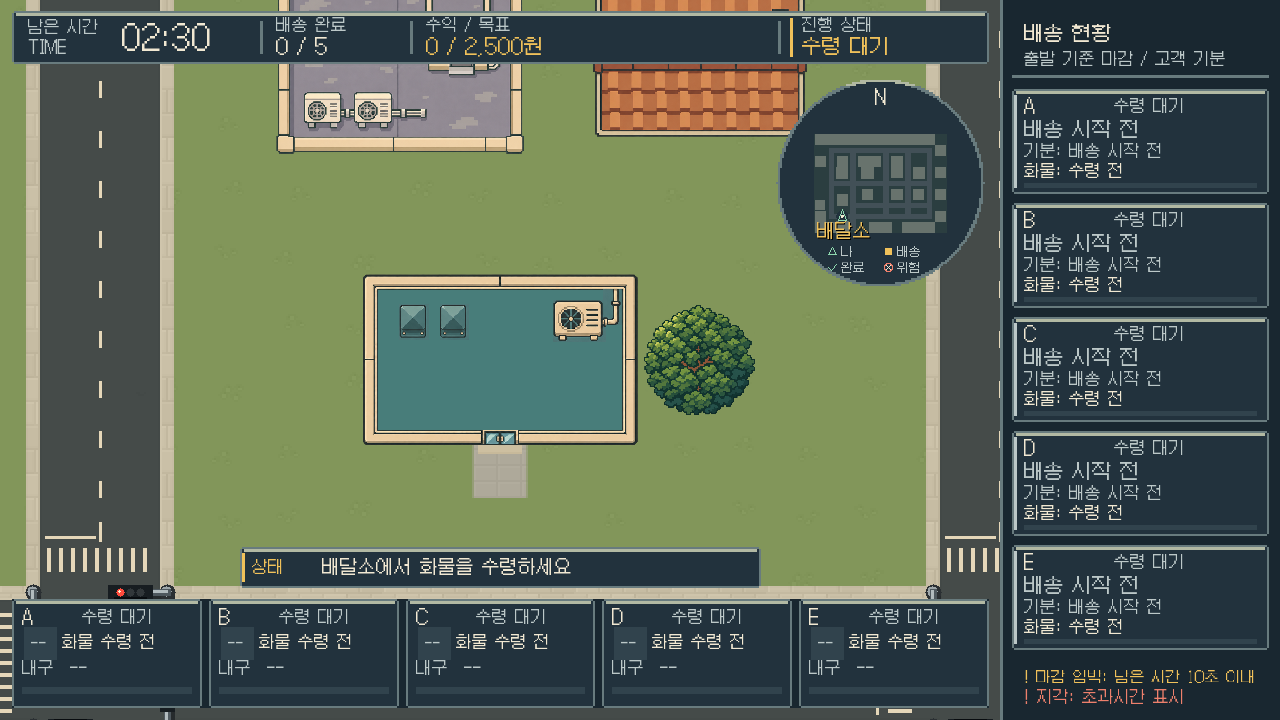 남은 시간
TIME
02:30
배송 완료
0 / 5
수익 / 목표
0 / 2,500원
진행 상태
수령 대기
N
배달소
나
배송
완료
위험
상태 배달소에서 화물을 수령하세요
A 수령 대기
-- 화물 수령 전
내구 --
B 수령 대기
-- 화물 수령 전
내구 --
C 수령 대기
-- 화물 수령 전
내구 --
D 수령 대기
-- 화물 수령 전
내구 --
E 수령 대기
-- 화물 수령 전
내구 --
배송 현황
출발 기준 마감 / 고객 기분
A 수령 대기
배송 시작 전
기분: 배송 시작 전
화물: 수령 전
B 수령 대기
배송 시작 전
기분: 배송 시작 전
화물: 수령 전
C 수령 대기
배송 시작 전
기분: 배송 시작 전
화물: 수령 전
D 수령 대기
배송 시작 전
기분: 배송 시작 전
화물: 수령 전
E 수령 대기
배송 시작 전
기분: 배송 시작 전
화물: 수령 전
! 마감 임박: 남은 시간 10초 이내
! 지각: 초과시간 표시